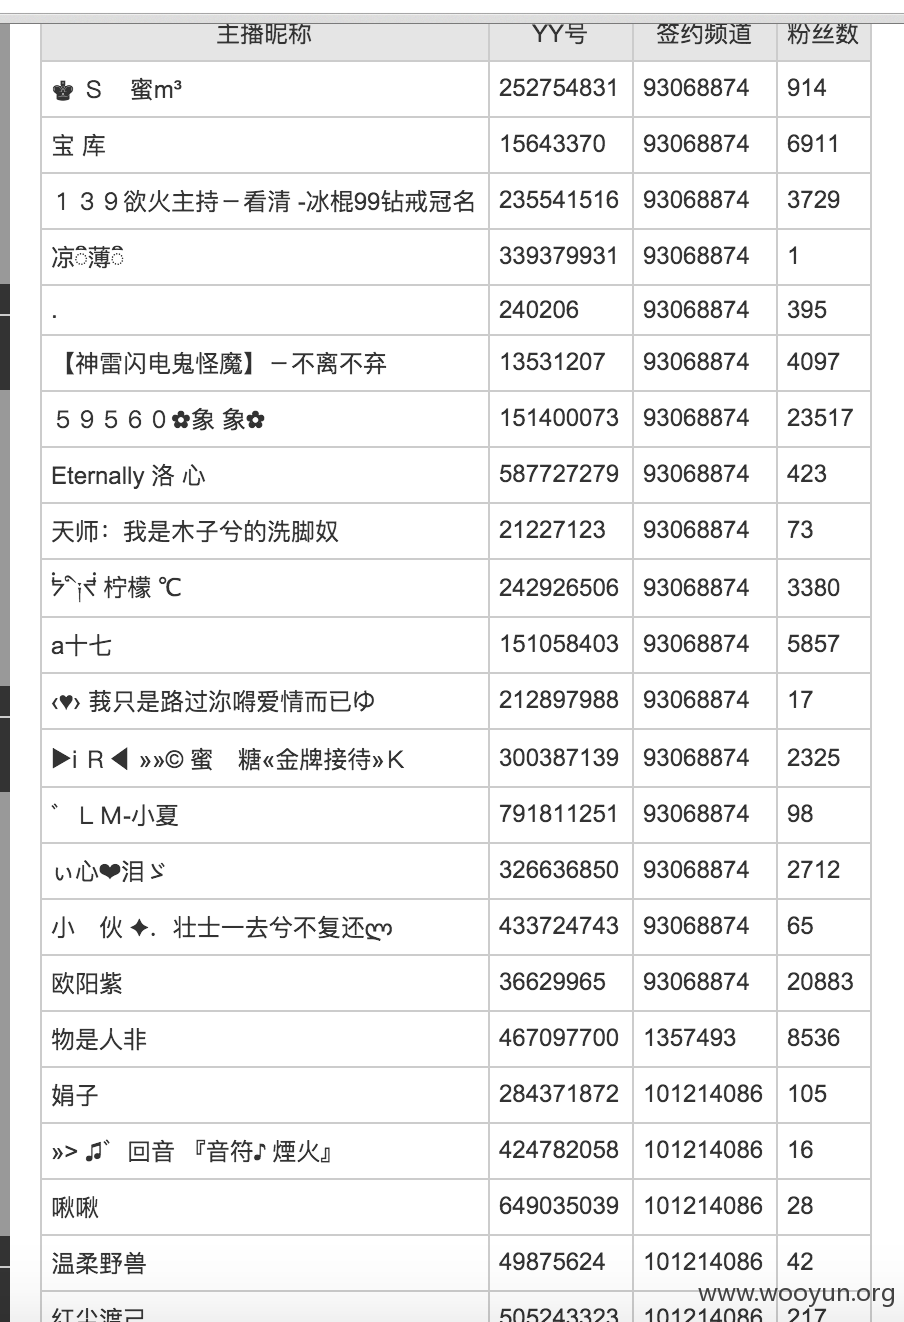 主播昵称 YY号 签约频道 粉丝数
♚ Ｓ　蜜m³ 252754831 93068874 914
宝 库 15643370 93068874 6911
１３９欲火主持－看清 -冰棍99钻戒冠名 235541516 93068874 3729
凉ิ薄ิ 339379931 93068874 1
. 240206 93068874 395
【神雷闪电鬼怪魔】－不离不弃 13531207 93068874 4097
５９５６０✿象 象✿ 151400073 93068874 23517
Eternally 洛 心 587727279 93068874 423
天师：我是木子兮的洗脚奴 21227123 93068874 73
柠檬 ℃ 242926506 93068874 3380
a十七 151058403 93068874 5857
‹♥› 莪只是路过沵嘚爱情而已ゆ 212897988 93068874 17
▶i Ｒ◀ »»© 蜜　糖«金牌接待»Ｋ 300387139 93068874 2325
゛ＬＭ-小夏 791811251 93068874 98
ぃ心❤泪ゞ 326636850 93068874 2712
小　伙 ✦．壮士一去兮不复还ლ 433724743 93068874 65
欧阳紫 36629965 93068874 20883
物是人非 467097700 1357493 8536
娟子 284371872 101214086 105
»> ♫゛回音 『音符♪ 煙火』 424782058 101214086 16
啾啾 649035039 101214086 28
温柔野兽 49875624 101214086 42
红尘渡己 505243323 101214086 217
www.wooyun.org